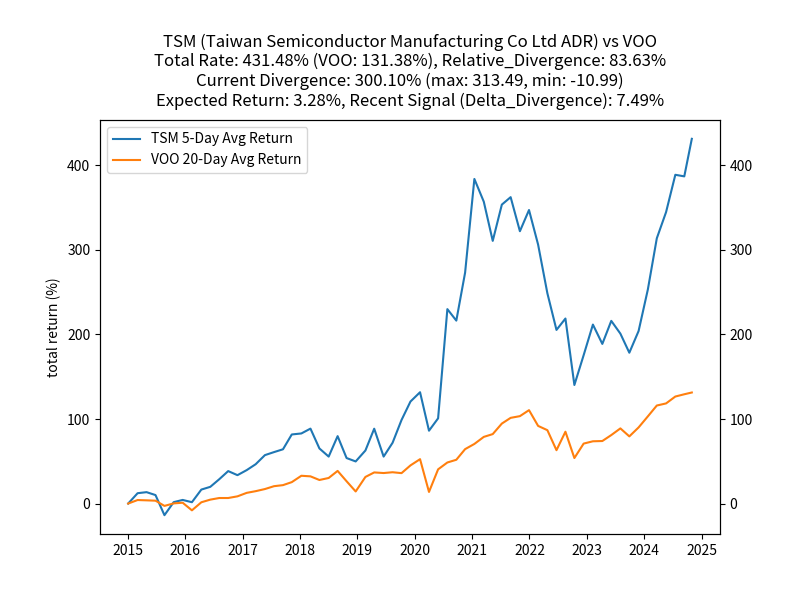 TSM (Taiwan Semiconductor Manufacturing Co Ltd ADR) vs VOO
Total Rate: 431.48% (VOO: 131.38%), Relative_Divergence: 83.63%
Current Divergence: 300.10% (max: 313.49, min: -10.99)
Expected Return: 3.28%, Recent Signal (Delta_Divergence): 7.49%
TSM 5-Day Avg Return
VOO 20-Day Avg Return
total return (%)
400
300
200
100
0
400
300
200
100
0
2015 2016 2017 2018 2019 2020 2021 2022 2023 2024 2025